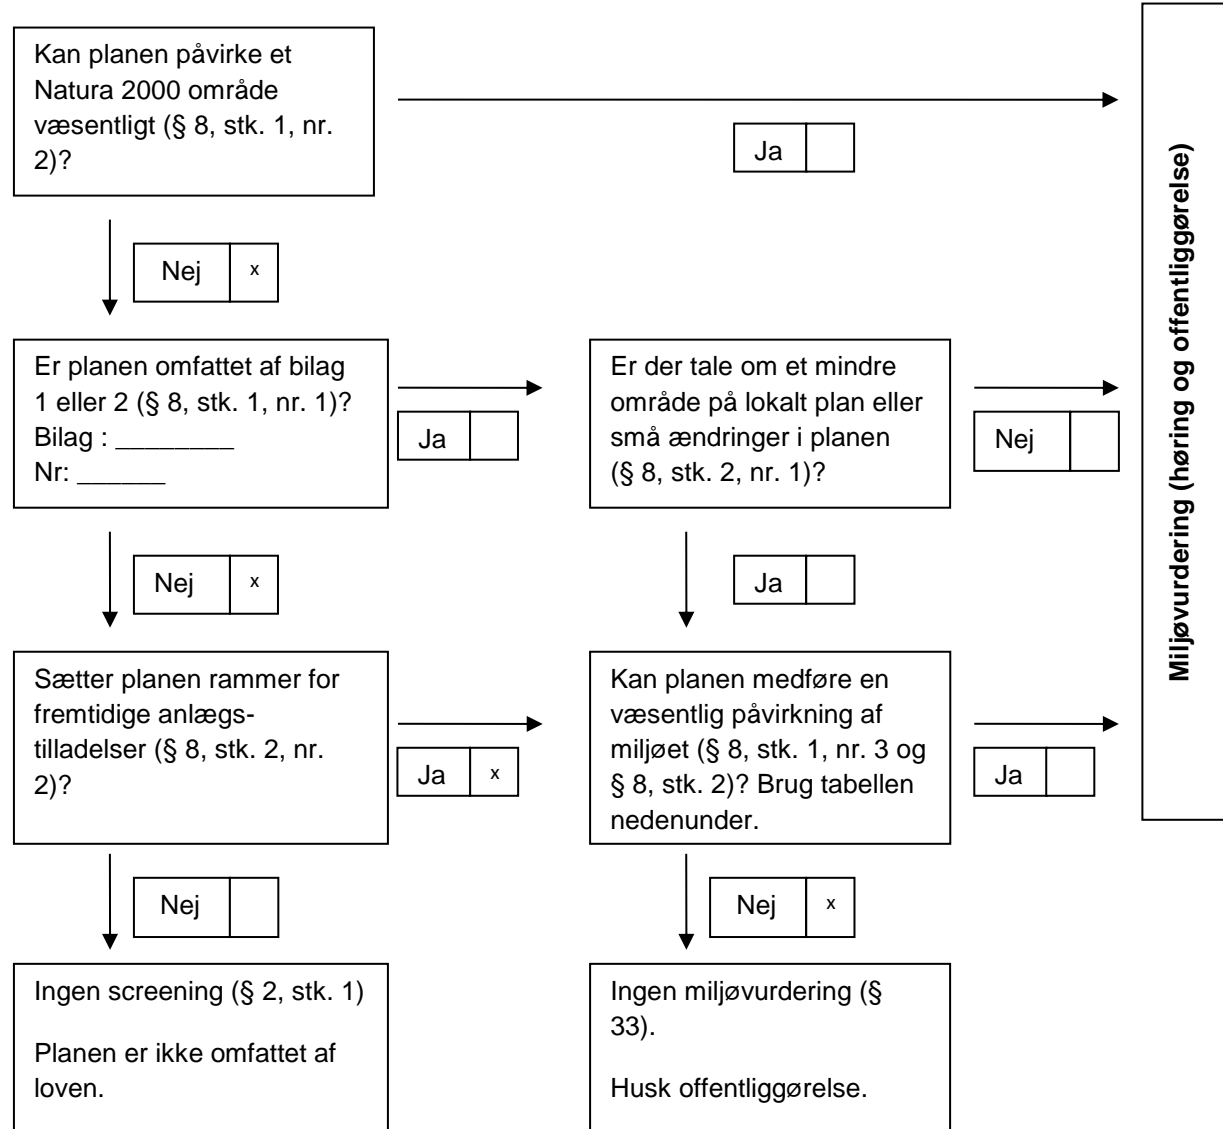 Kan planen påvirke et
Natura 2000 område
væsentligt (§ 8, stk. 1, nr.
2)?
Ja
Nej x
Er planen omfattet af bilag
1 eller 2 (§ 8, stk. 1, nr. 1)?
Bilag : _________
Nr: ______
Ja
Er der tale om et mindre
område på lokalt plan eller
små ændringer i planen
(§ 8, stk. 2, nr. 1)?
Nej
Nej x
Ja
Sætter planen rammer for
fremtidige anlægs-
tilladelser (§ 8, stk. 2, nr.
2)?
Ja x
Kan planen medføre en
væsentlig påvirkning af
miljøet (§ 8, stk. 1, nr. 3 og
§ 8, stk. 2)? Brug tabellen
nedenunder.
Ja
Nej
Nej x
Ingen screening (§ 2, stk. 1)
Planen er ikke omfattet af
loven.
Ingen miljøvurdering (§
33).
Husk offentliggørelse.
Miljøvurdering (høring og offentliggørelse)